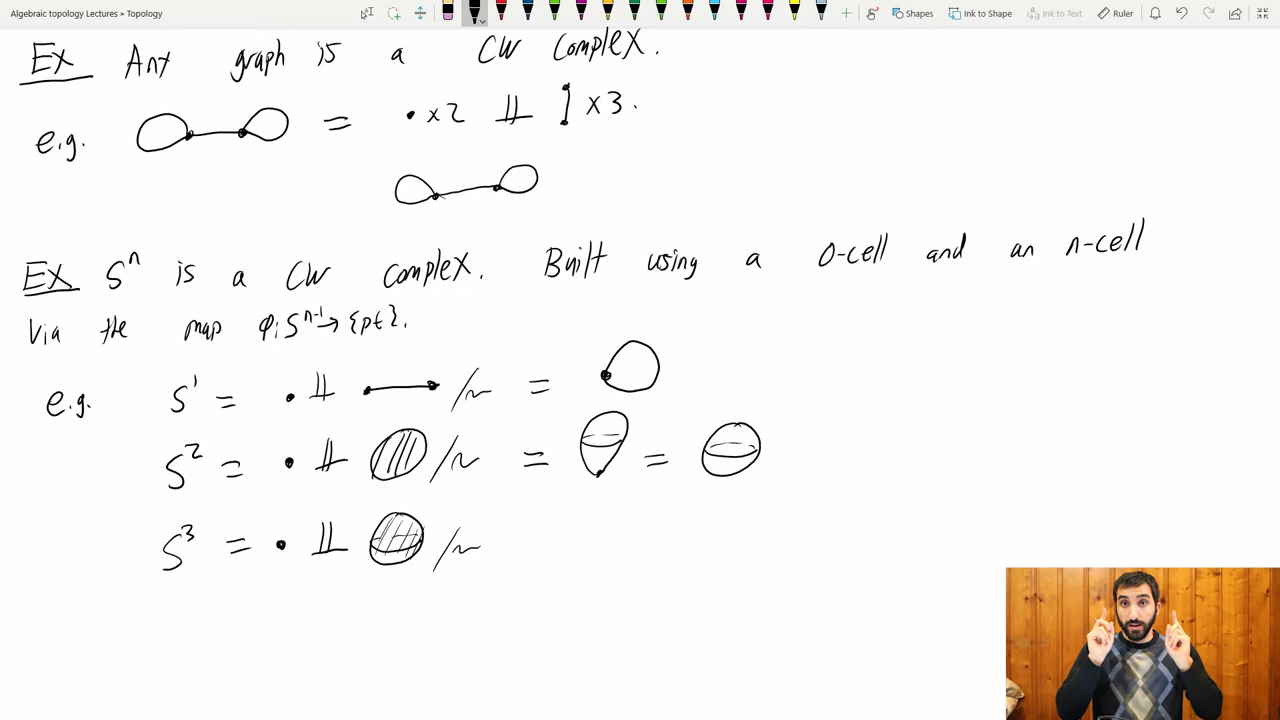 Algebraic topology Lectures » Topology
Shapes Ink to Shape Ink to Text Ruler
Ex Any graph is a CW complex.
e.g. = • x2 ⨿ x3.
Ex S^n is a CW complex. Built using a 0-cell and an n-cell
via the map φ: S^{n-1} → {pt}.
e.g. S^1 = • ⨿ /~ =
S^2 = • ⨿ /~ = =
S^3 = • ⨿ /~